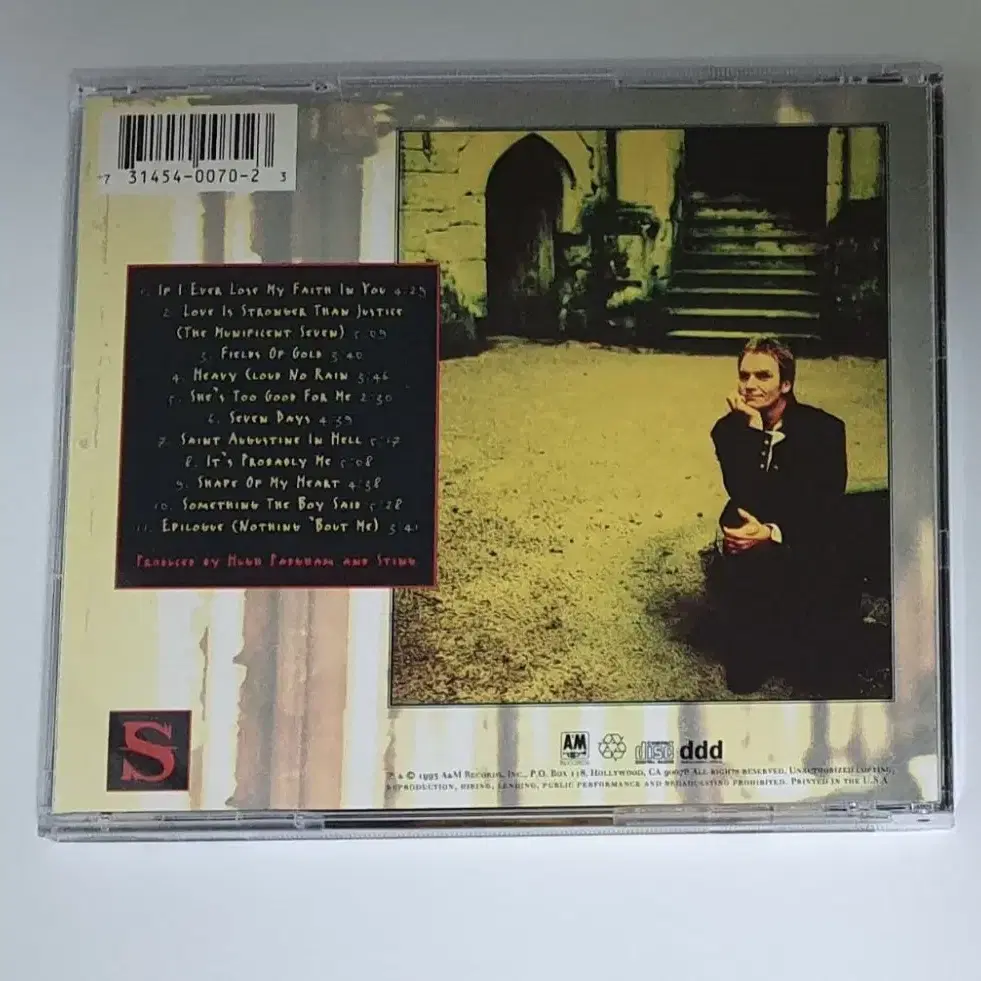 7 31454-0070-2 3
1. If I Ever Lose My Faith In You 4:29
2. Love Is Stronger Than Justice
(The Munificent Seven) 5:09
3. Fields Of Gold 3:40
4. Heavy Cloud No Rain 3:46
5. She's Too Good For Me 2:30
6. Seven Days 4:39
7. Saint Augustine In Hell 5:17
8. It's Probably Me 5:08
9. Shape Of My Heart 4:38
10. Something The Boy Said 5:28
11. Epilogue (Nothing 'Bout Me) 3:41
Produced by Hugh Padgham and Sting
S
A&M RECORDS
disc DIGITAL AUDIO
ddd
℗ & © 1993 A&M Records, Inc., P.O. Box 118, Hollywood, CA 90078 All rights reserved. Unauthorized copying,
reproduction, hiring, lending, public performance and broadcasting prohibited. Printed in the U.S.A.